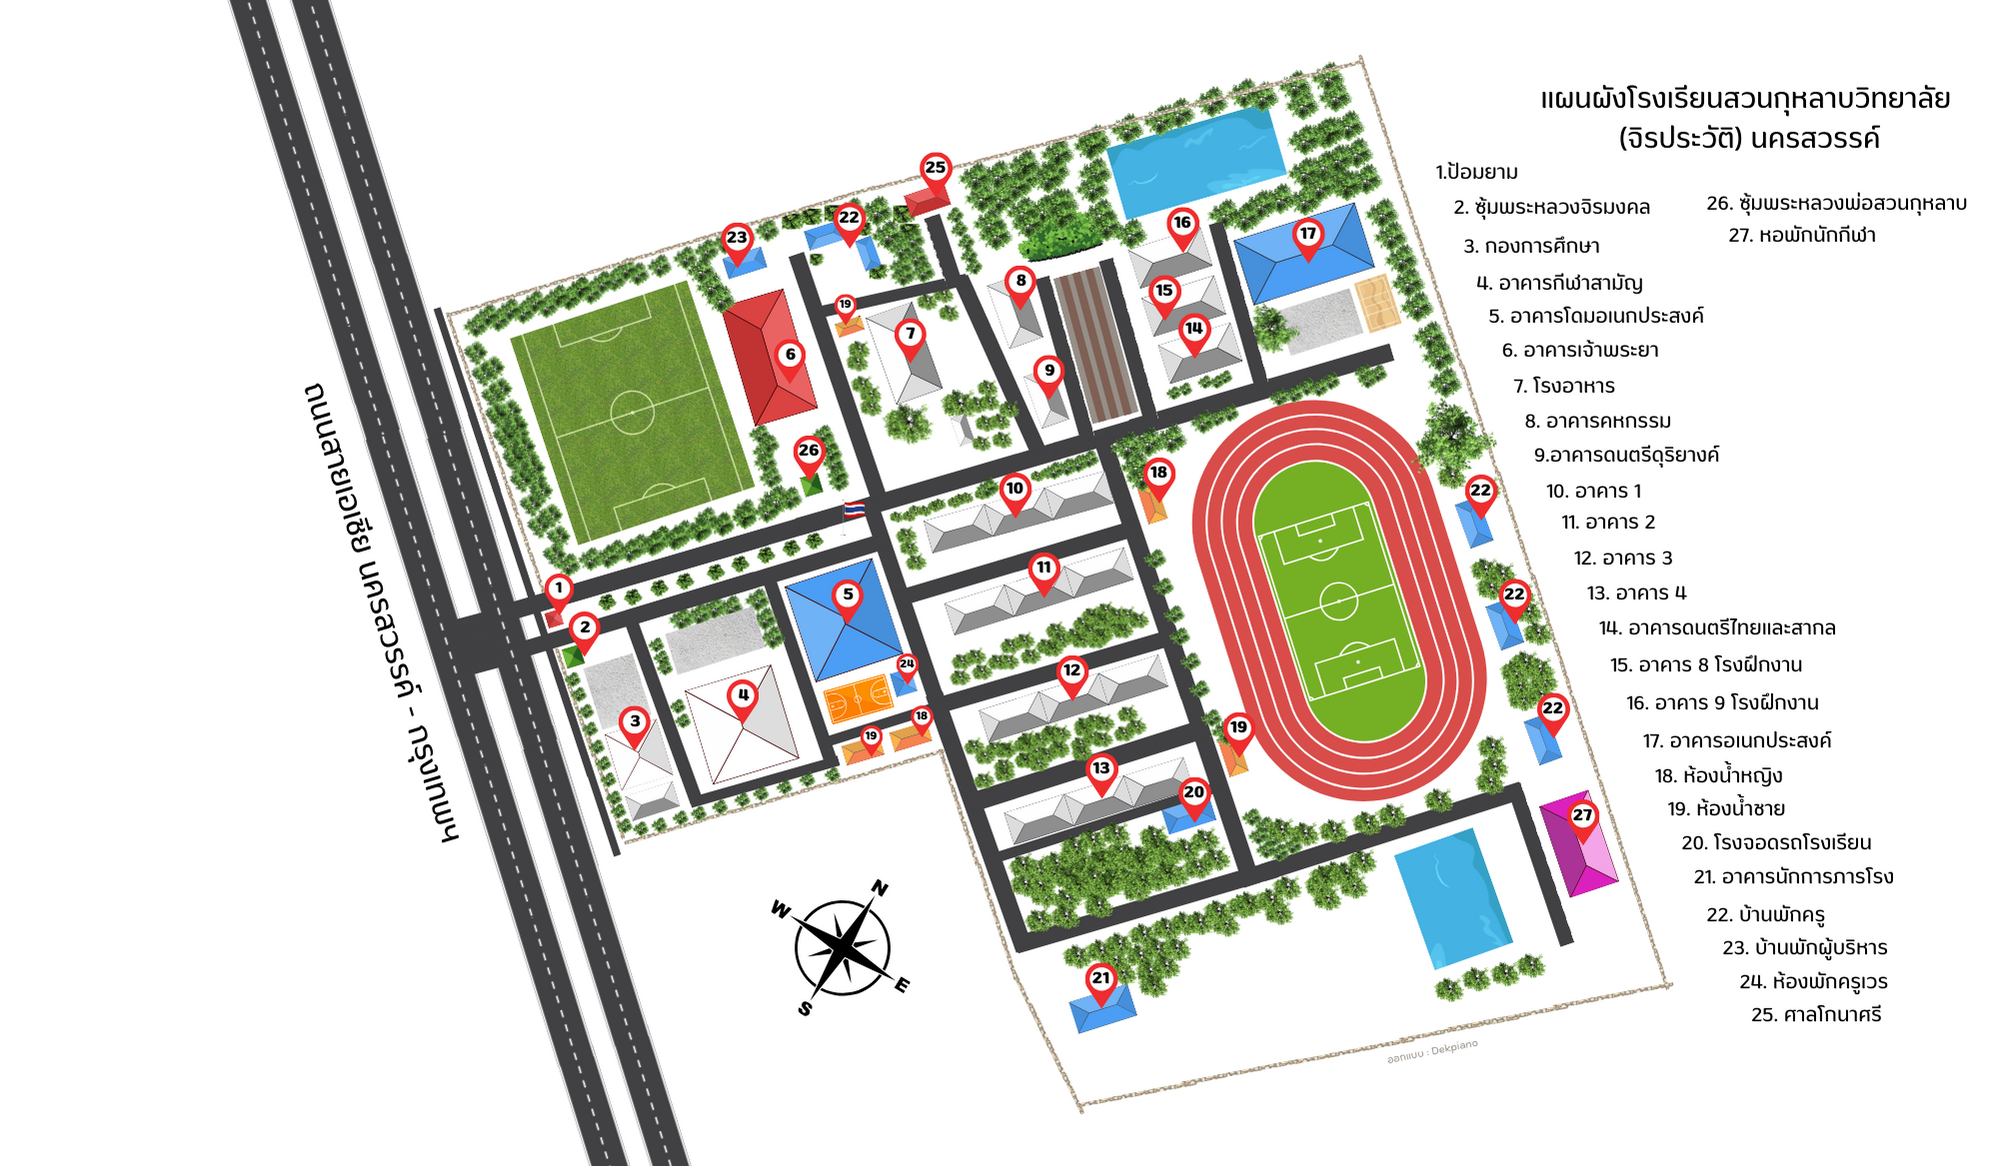 แผนผังโรงเรียนสวนกุหลาบวิทยาลัย
(จิรประวัติ) นครสวรรค์
1.ป้อมยาม
2. ซุ้มพระหลวงจิรมงคล
3. กองการศึกษา
4. อาคารกีฬาสามัญ
5. อาคารโดมอเนกประสงค์
6. อาคารเจ้าพระยา
7. โรงอาหาร
8. อาคารคหกรรม
9.อาคารดนตรีดุริยางค์
10. อาคาร 1
11. อาคาร 2
12. อาคาร 3
13. อาคาร 4
14. อาคารดนตรีไทยและสากล
15. อาคาร 8 โรงฝึกงาน
16. อาคาร 9 โรงฝึกงาน
17. อาคารอเนกประสงค์
18. ห้องน้ำหญิง
19. ห้องน้ำชาย
20. โรงจอดรถโรงเรียน
21. อาคารนักการภารโรง
22. บ้านพักครู
23. บ้านพักผู้บริหาร
24. ห้องพักครูเวร
25. ศาลโกนาศรี
26. ซุ้มพระหลวงพ่อสวนกุหลาบ
27. หอพักนักกีฬา
ถนนสายเอเชีย นครสวรรค์ - กรุงเทพฯ
25
22
23
16
17
8
15
14
19
7
6
9
26
18
10
22
11
1
5
22
2
24
12
4
22
3
18
19
19
13
20
27
21
N
W
E
S
ออกแบบ : Dekpiano